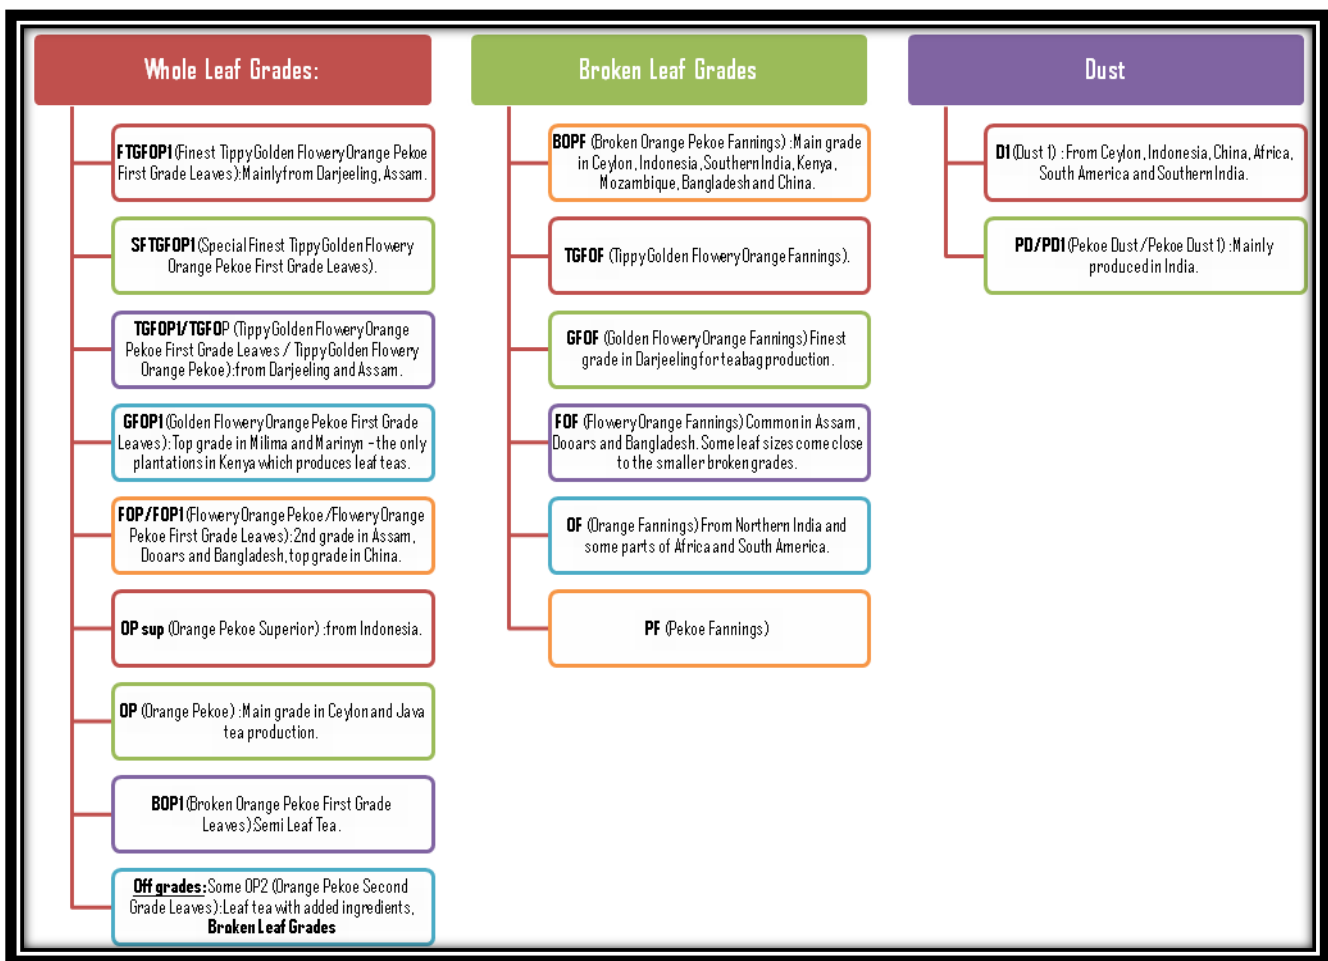 Whole Leaf Grades:
FTGFOP1 (Finest Tippy Golden Flowery Orange Pekoe
First Grade Leaves):Mainly from Darjeeling, Assam.
SFTGFOP1 (Special Finest Tippy Golden Flowery
Orange Pekoe First Grade Leaves).
TGFOP1/TGFOP (Tippy Golden Flowery Orange
Pekoe First Grade Leaves / Tippy Golden Flowery
Orange Pekoe):from Darjeeling and Assam.
GFOP1 (Golden Flowery Orange Pekoe First Grade
Leaves):Top grade in Milima and Marinyn –the only
plantations in Kenya which produces leaf teas.
FOP/FOP1 (Flowery Orange Pekoe /Flowery Orange
Pekoe First Grade Leaves):2nd grade in Assam,
Dooars and Bangladesh, top grade in China.
OP sup (Orange Pekoe Superior) :from Indonesia.
OP (Orange Pekoe) :Main grade in Ceylon and Java
tea production.
BOP1 (Broken Orange Pekoe First Grade
Leaves):Semi Leaf Tea.
Off grades: Some OP2 (Orange Pekoe Second
Grade Leaves):Leaf tea with added ingredients,
Broken Leaf Grades
Broken Leaf Grades
BOPF (Broken Orange Pekoe Fannings) :Main grade
in Ceylon, Indonesia, Southern India, Kenya,
Mozambique, Bangladesh and China.
TGFOF (Tippy Golden Flowery Orange Fannings).
GFOF (Golden Flowery Orange Fannings) Finest
grade in Darjeeling for teabag production.
FOF (Flowery Orange Fannings) Common in Assam,
Dooars and Bangladesh. Some leaf sizes come close
to the smaller broken grades.
OF (Orange Fannings) From Northern India and
some parts of Africa and South America.
PF (Pekoe Fannings)
Dust
D1 (Dust 1) : From Ceylon, Indonesia, China, Africa,
South America and Southern India.
PD/PD1 (Pekoe Dust/Pekoe Dust 1) :Mainly
produced in India.